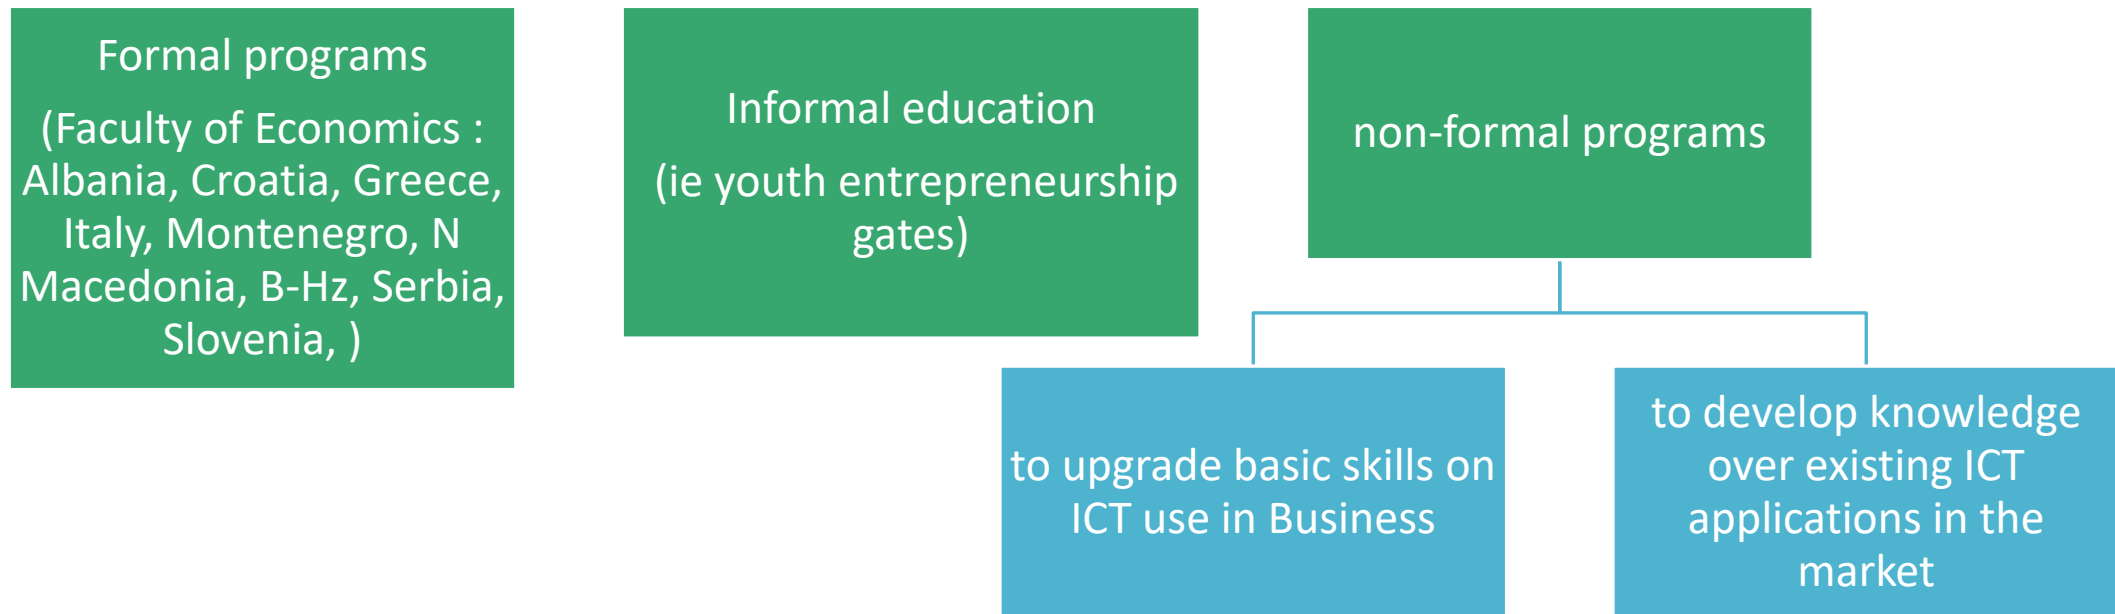 Formal programs
(Faculty of Economics :
Albania, Croatia, Greece,
Italy, Montenegro, N
Macedonia, B-Hz, Serbia,
Slovenia, )
Informal education
(ie youth entrepreneurship
gates)
non-formal programs
to upgrade basic skills on
ICT use in Business
to develop knowledge
over existing ICT
applications in the
market